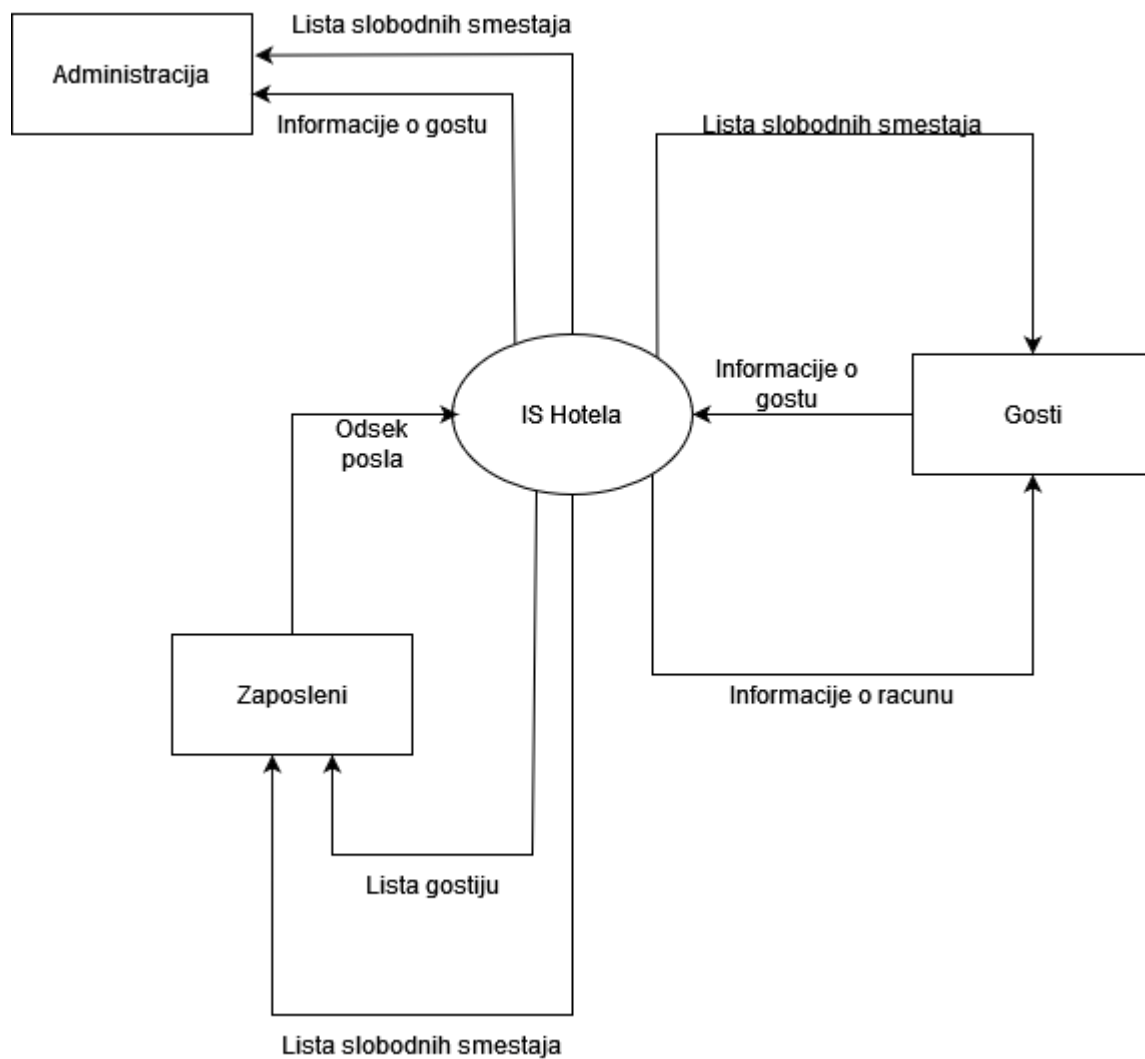 Lista slobodnih smestaja
Administracija
Informacije o gostu
Lista slobodnih smestaja
Informacije o
gostu
IS Hotela
Gosti
Odsek
posla
Zaposleni
Informacije o racunu
Lista gostiju
Lista slobodnih smestaja